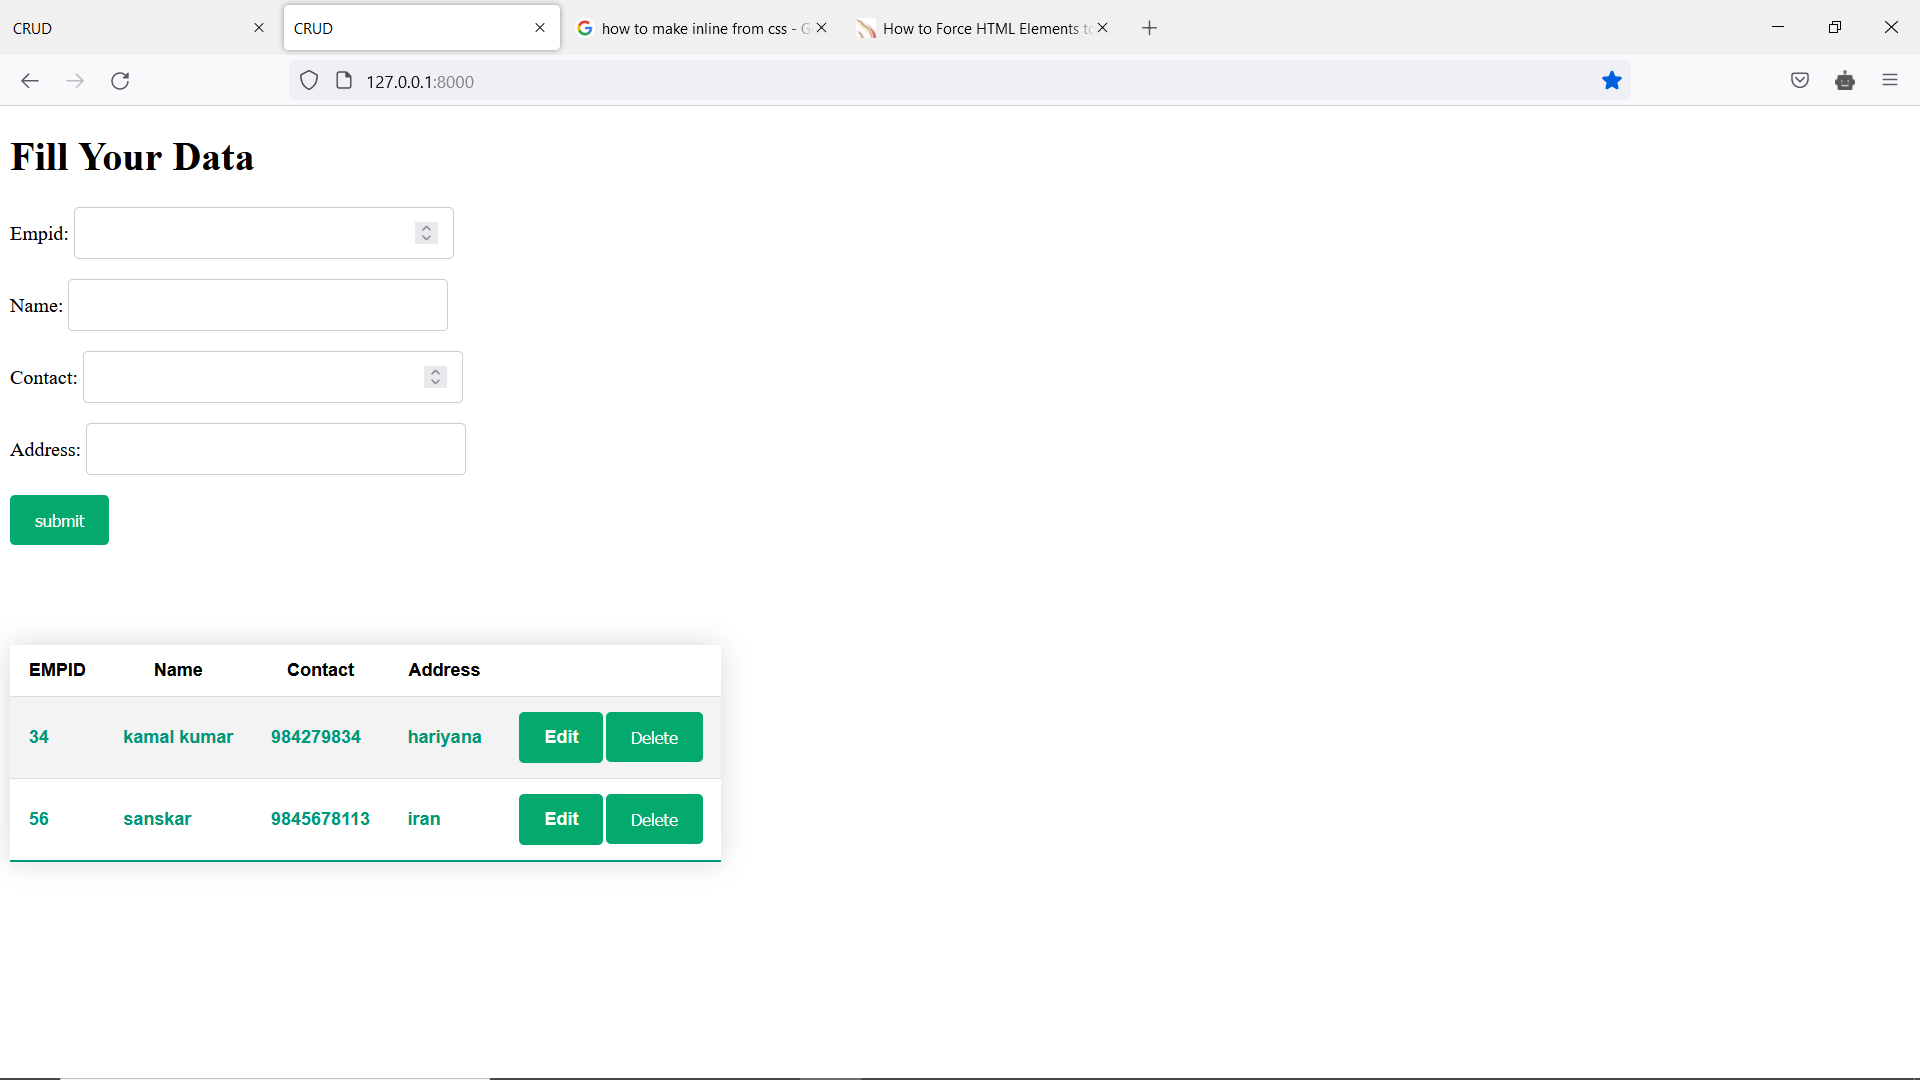 CRUD
CRUD
how to make inline from css - G
How to Force HTML Elements to
127.0.0.1:8000
Fill Your Data
Empid:
Name:
Contact:
Address:
submit
EMPID Name Contact Address
34 kamal kumar 984279834 hariyana Edit Delete
56 sanskar 9845678113 iran Edit Delete